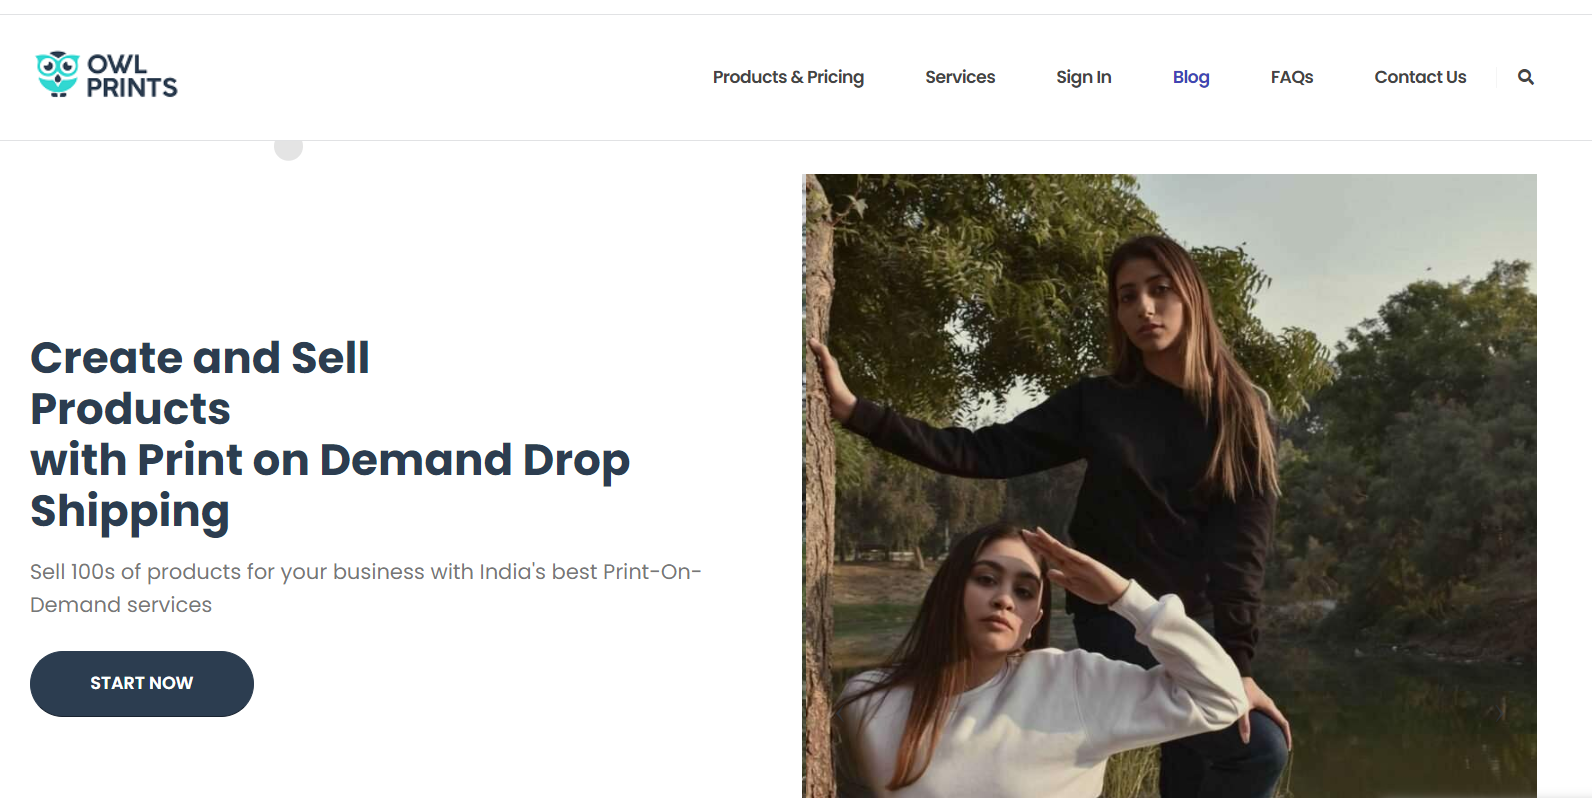 OWL
PRINTS
Products & Pricing
Services
Sign In
Blog
FAQs
Contact Us
Create and Sell
Products
with Print on Demand Drop
Shipping
Sell 100s of products for your business with India's best Print-On-
Demand services
START NOW